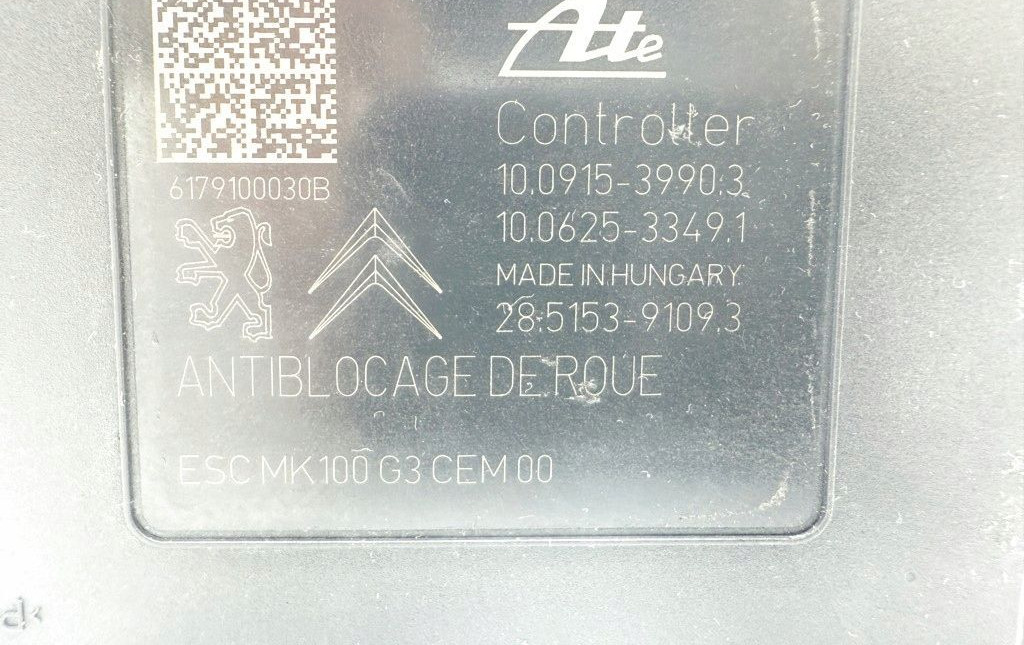 Ate
Controller
10.0915-3990.3
10.0625-3349.1
MADE IN HUNGARY
28.5153-9109.3
6179100030B
ANTIBLOCAGE DE ROUE
ESC MK100 G3 CEM 00